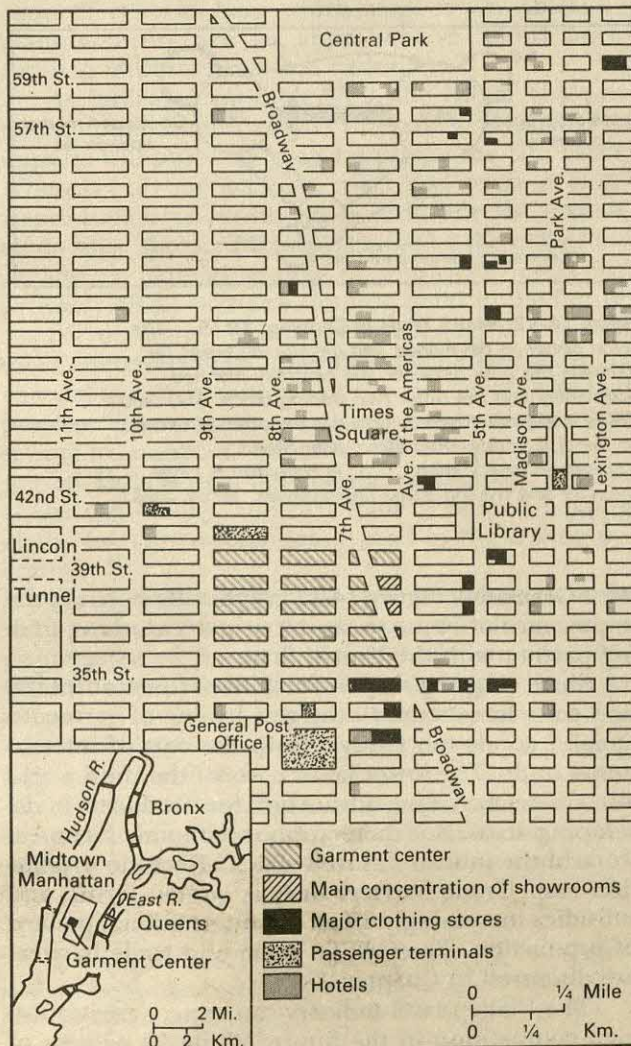 Central Park
59th St.
57th St.
Broadway
Park Ave.
11th Ave.
10th Ave.
9th Ave.
8th Ave.
Times
Square
7th Ave.
Ave. of the Americas
5th Ave.
Madison Ave.
Lexington Ave.
42nd St.
Public
Library
Lincoln
39th St.
Tunnel
35th St.
General Post
Office
Broadway
Hudson R.
Bronx
Midtown
Manhattan
East R.
Queens
Garment Center
0 2 Mi.
0 2 Km.
Garment center
Main concentration of showrooms
Major clothing stores
Passenger terminals
Hotels
0 ¼ Mile
0 ¼ Km.